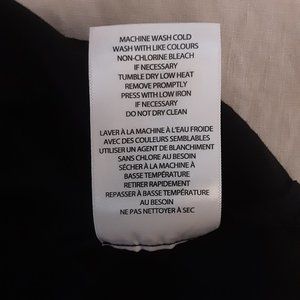 MACHINE WASH COLD
WASH WITH LIKE COLOURS
NON-CHLORINE BLEACH
IF NECESSARY
TUMBLE DRY LOW HEAT
REMOVE PROMPTLY
PRESS WITH LOW IRON
IF NECESSARY
DO NOT DRY CLEAN
LAVER À LA MACHINE À L'EAU FROIDE
AVEC DES COULEURS SEMBLABLES
UTILISER UN AGENT DE BLANCHIMENT
SANS CHLORE AU BESOIN
SÉCHER À LA MACHINE À
BASSE TEMPÉRATURE
RETIRER RAPIDEMENT
REPASSER À BASSE TEMPÉRATURE
AU BESOIN
NE PAS NETTOYER À SEC